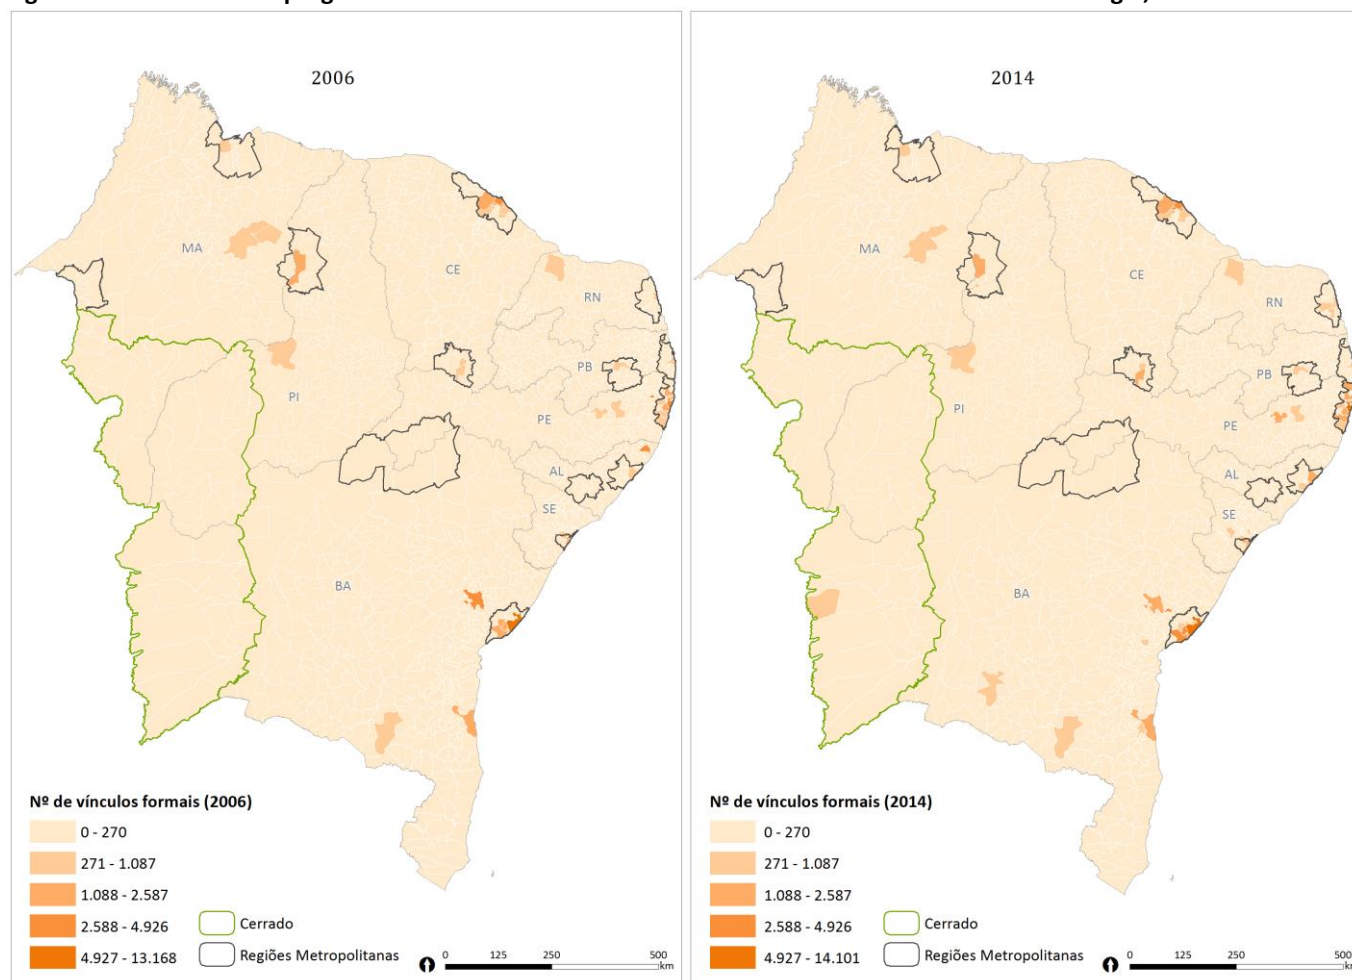 2006
MA
CE
RN
PB
PI
PE
AL
SE
BA
Nº de vínculos formais (2006)
0 - 270
271 - 1.087
1.088 - 2.587
2.588 - 4.926
4.927 - 13.168
Cerrado
Regiões Metropolitanas
0 125 250 500
km
2014
MA
CE
RN
PB
PI
PE
AL
SE
BA
Nº de vínculos formais (2014)
0 - 270
271 - 1.087
1.088 - 2.587
2.588 - 4.926
4.927 - 14.101
Cerrado
Regiões Metropolitanas
0 125 250 500
km